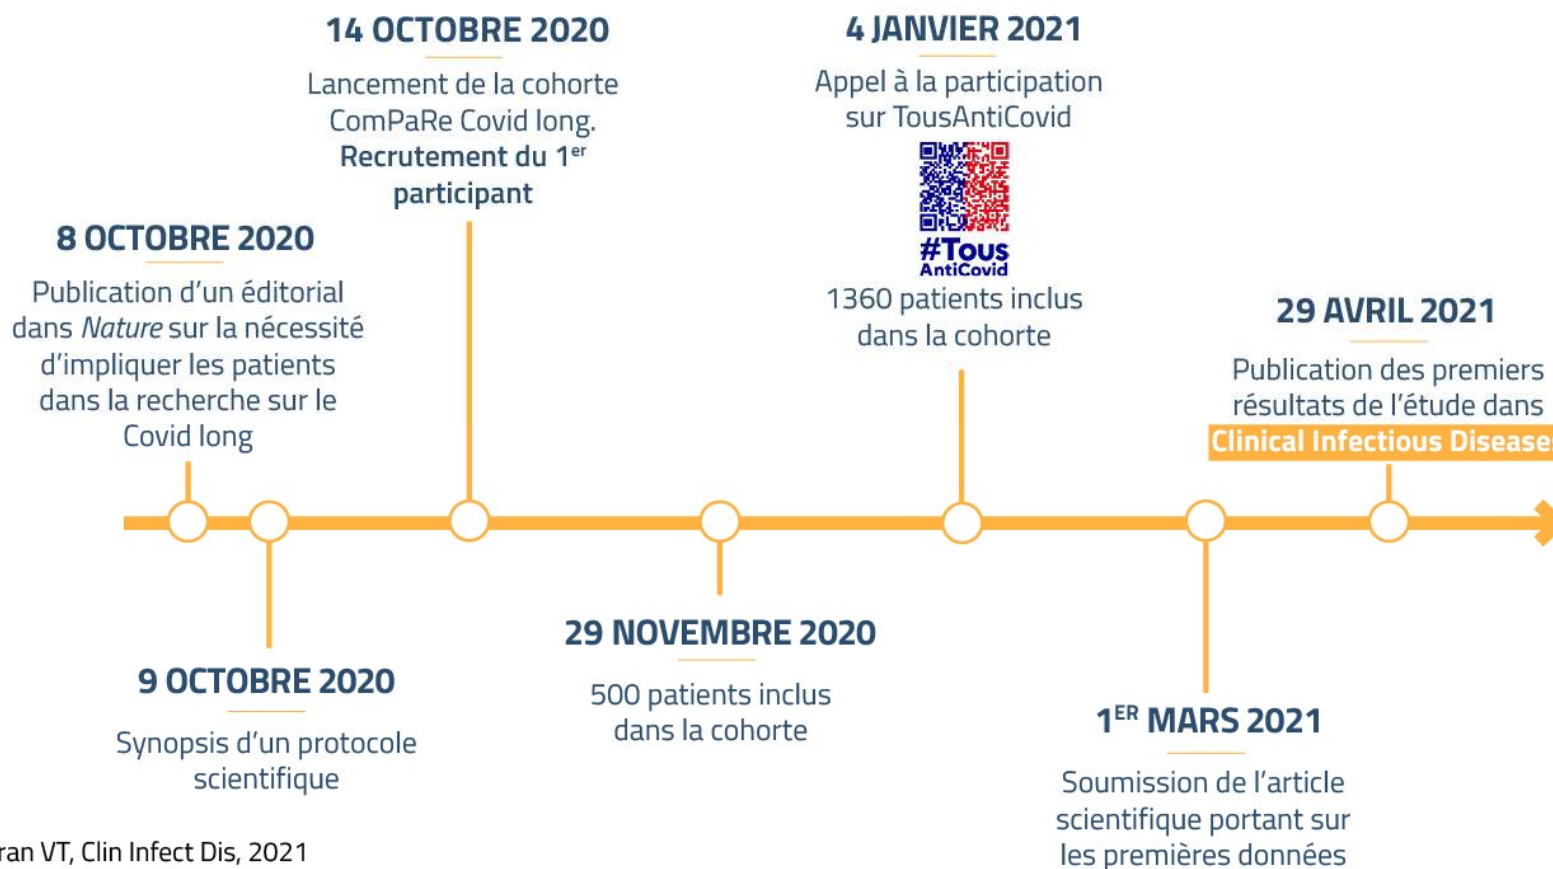 14 OCTOBRE 2020
Lancement de la cohorte
ComPaRe Covid long.
Recrutement du 1er
participant
4 JANVIER 2021
Appel à la participation
sur TousAntiCovid
#Tous
AntiCovid
1360 patients inclus
dans la cohorte
8 OCTOBRE 2020
Publication d'un éditorial
dans Nature sur la nécessité
d'impliquer les patients
dans la recherche sur le
Covid long
29 AVRIL 2021
Publication des premiers
résultats de l'étude dans
Clinical Infectious Disease
9 OCTOBRE 2020
Synopsis d'un protocole
scientifique
29 NOVEMBRE 2020
500 patients inclus
dans la cohorte
1ER MARS 2021
Soumission de l'article
scientifique portant sur
les premières données
ran VT, Clin Infect Dis, 2021